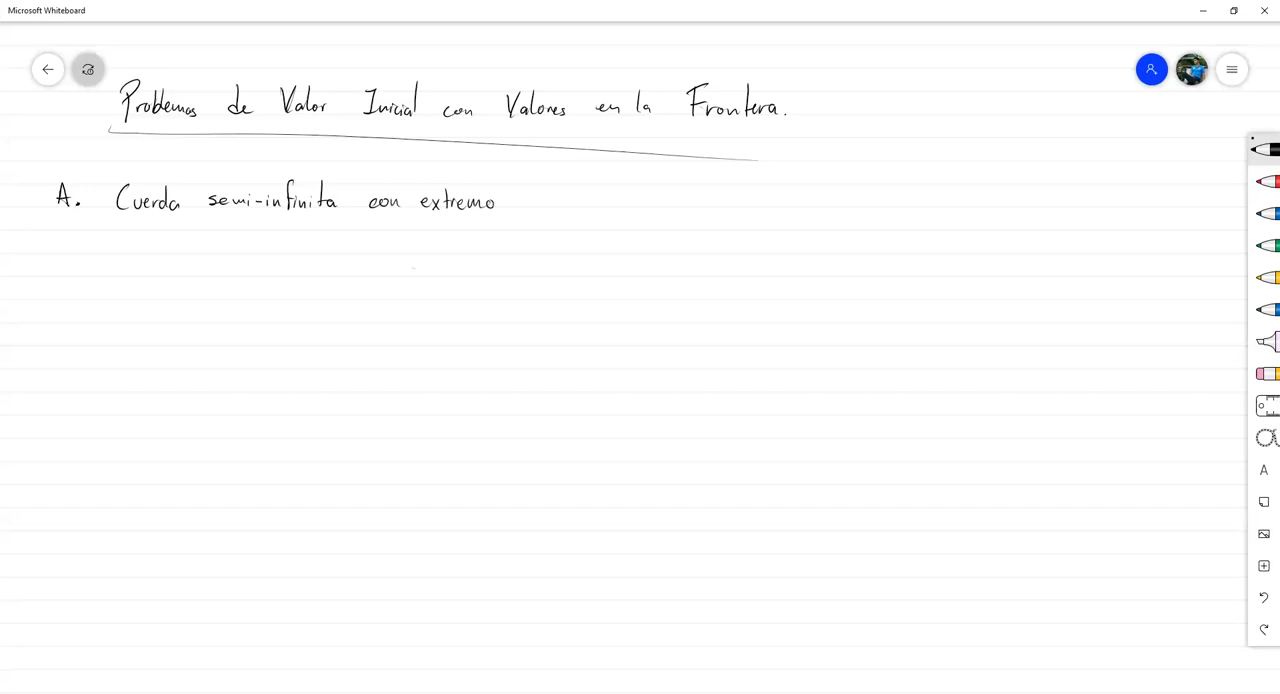 Microsoft Whiteboard
Problemas de Valor Inicial con Valores en la Frontera.
A. Cuerda semi-infinita con extremo
A